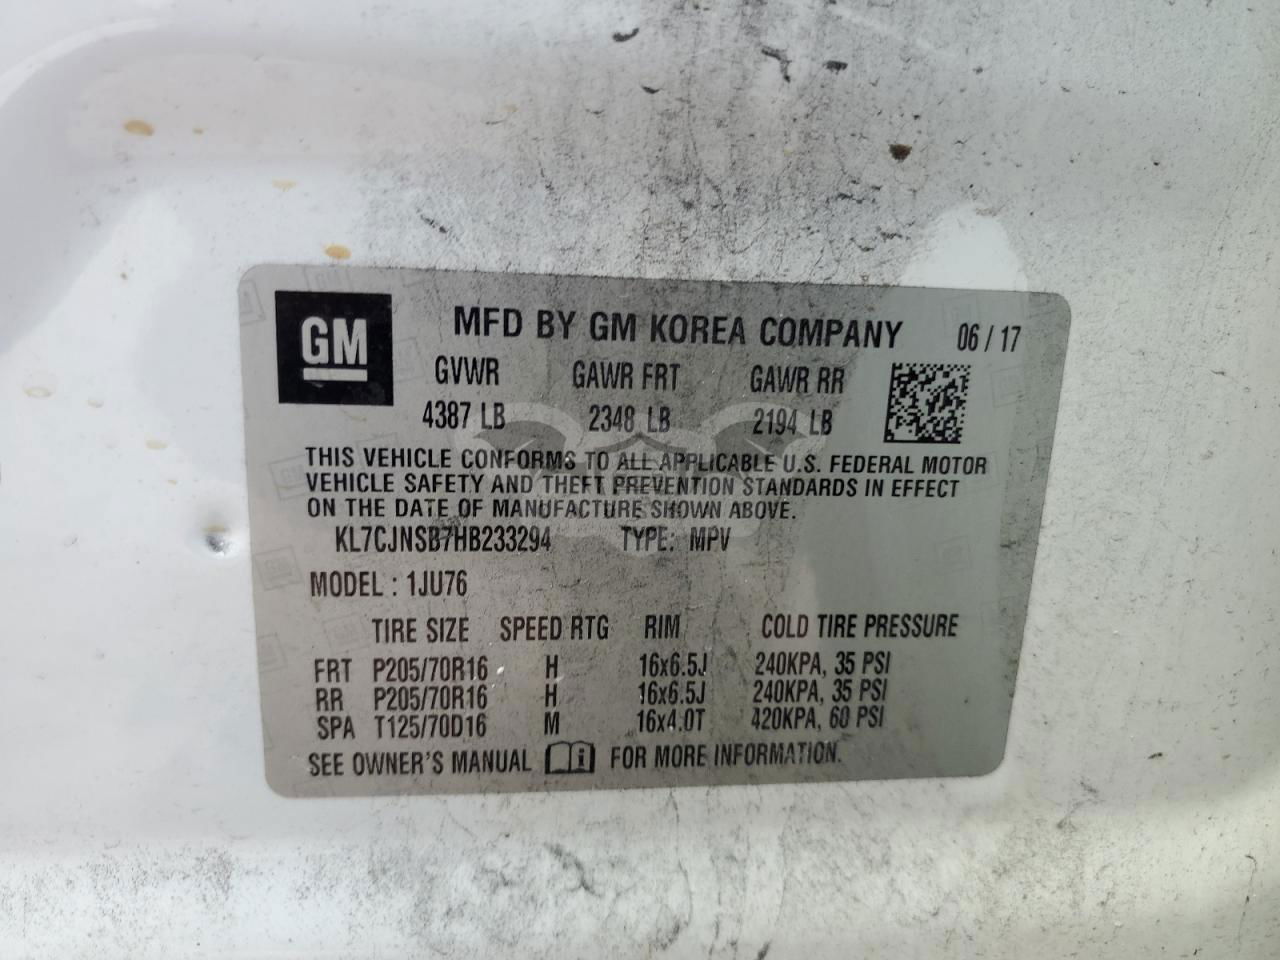 GM
MFD BY GM KOREA COMPANY 06 / 17
GVWR GAWR FRT GAWR RR
4387 LB 2348 LB 2194 LB
THIS VEHICLE CONFORMS TO ALL APPLICABLE U.S. FEDERAL MOTOR
VEHICLE SAFETY AND THEFT PREVENTION STANDARDS IN EFFECT
ON THE DATE OF MANUFACTURE SHOWN ABOVE.
KL7CJNSB7HB233294 TYPE: MPV
MODEL : 1JU76
TIRE SIZE SPEED RTG RIM COLD TIRE PRESSURE
FRT P205/70R16 H 16x6.5J 240KPA, 35 PSI
RR P205/70R16 H 16x6.5J 240KPA, 35 PSI
SPA T125/70D16 M 16x4.0T 420KPA, 60 PSI
SEE OWNER'S MANUAL i FOR MORE INFORMATION.